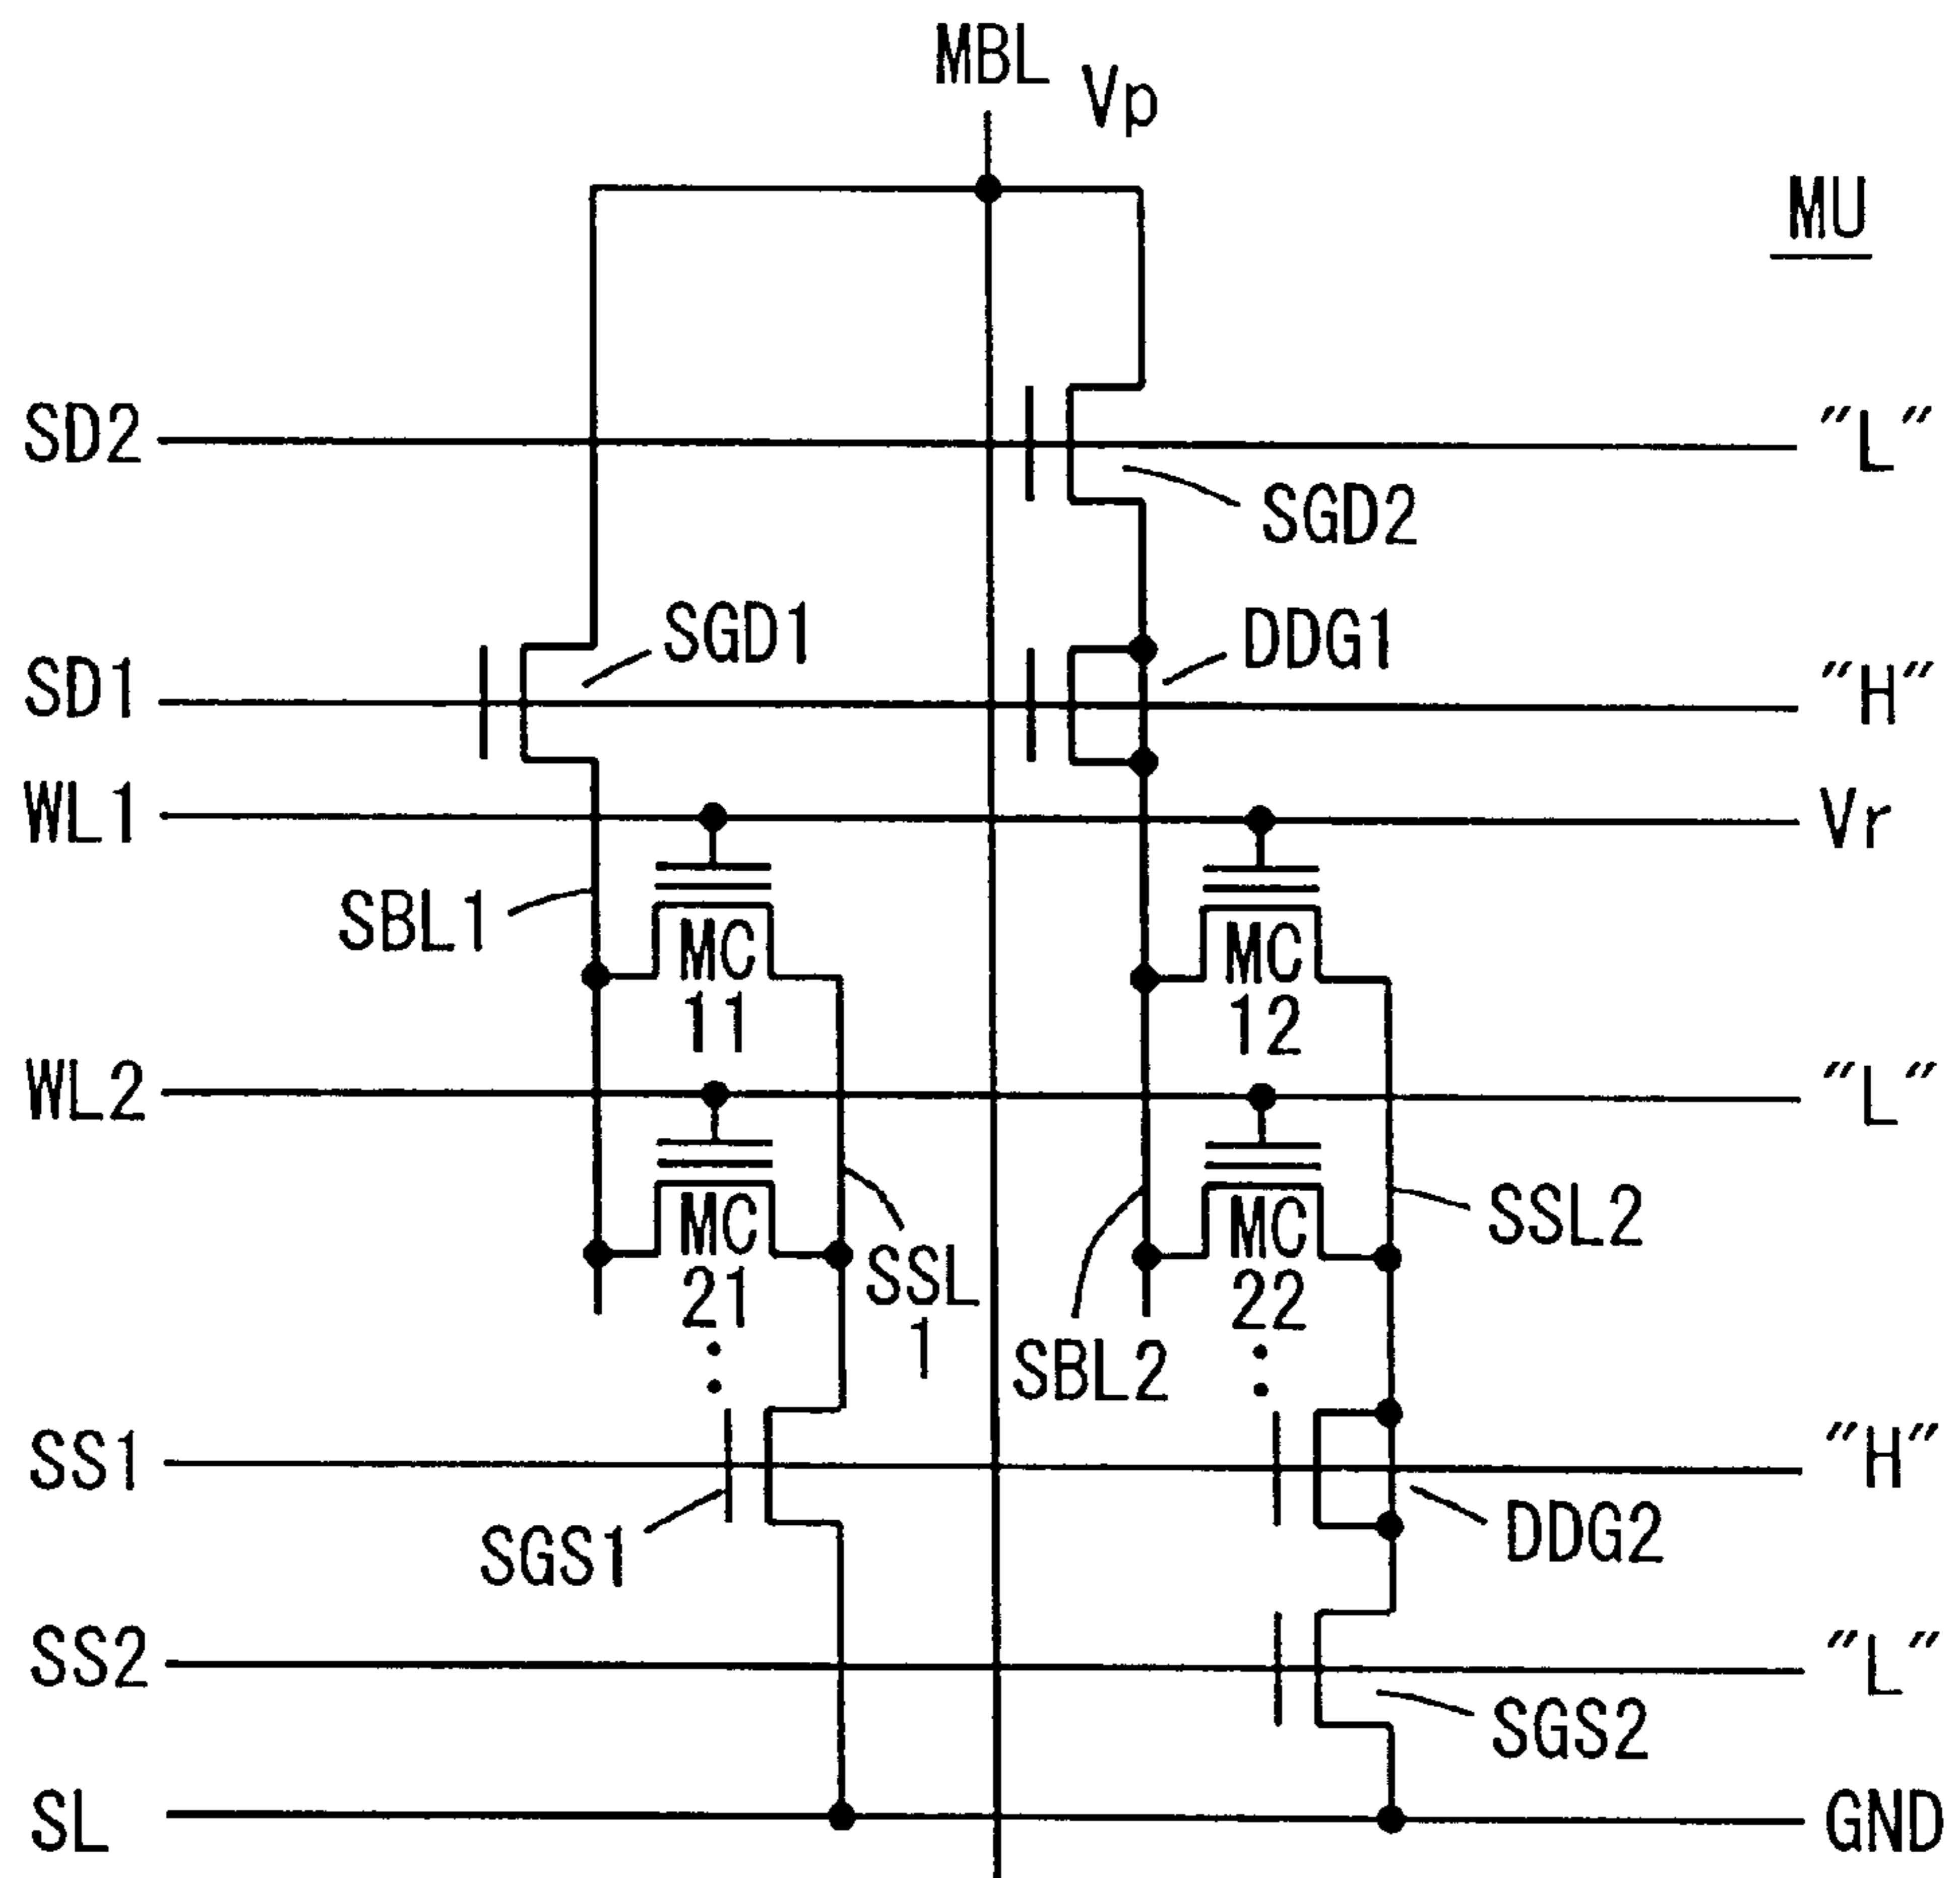 MBL Vp
MU
SD2 "L"
SGD2
SGD1 DDG1
SD1 "H"
WL1 Vr
SBL1 MC MC
11 12
WL2 "L"
MC MC SSL2
21 SSL 22
1
SBL2
SS1 "H"
SGS1 DDG2
SS2 "L"
SGS2
SL GND